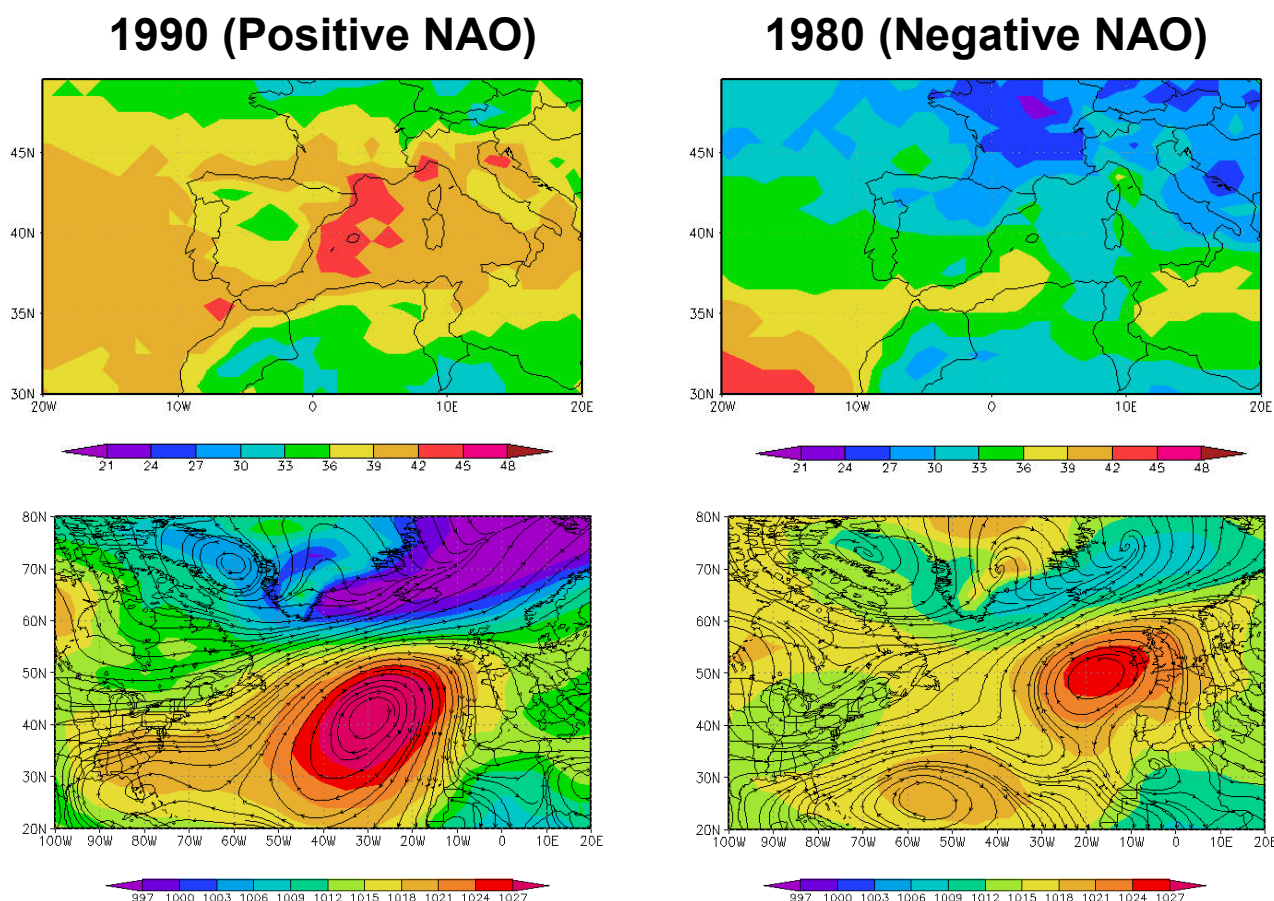 1990 (Positive NAO)
1980 (Negative NAO)
45N
40N
35N
30N
20W 10W 0 10E 20E
21 24 27 30 33 36 39 42 45 48
45N
40N
35N
30N
20W 10W 0 10E 20E
21 24 27 30 33 36 39 42 45 48
80N
70N
60N
50N
40N
30N
20N
100W 90W 80W 70W 60W 50W 40W 30W 20W 10W 0 10E 20E
997 1000 1003 1006 1009 1012 1015 1018 1021 1024 1027
80N
70N
60N
50N
40N
30N
20N
100W 90W 80W 70W 60W 50W 40W 30W 20W 10W 0 10E 20E
997 1000 1003 1006 1009 1012 1015 1018 1021 1024 1027